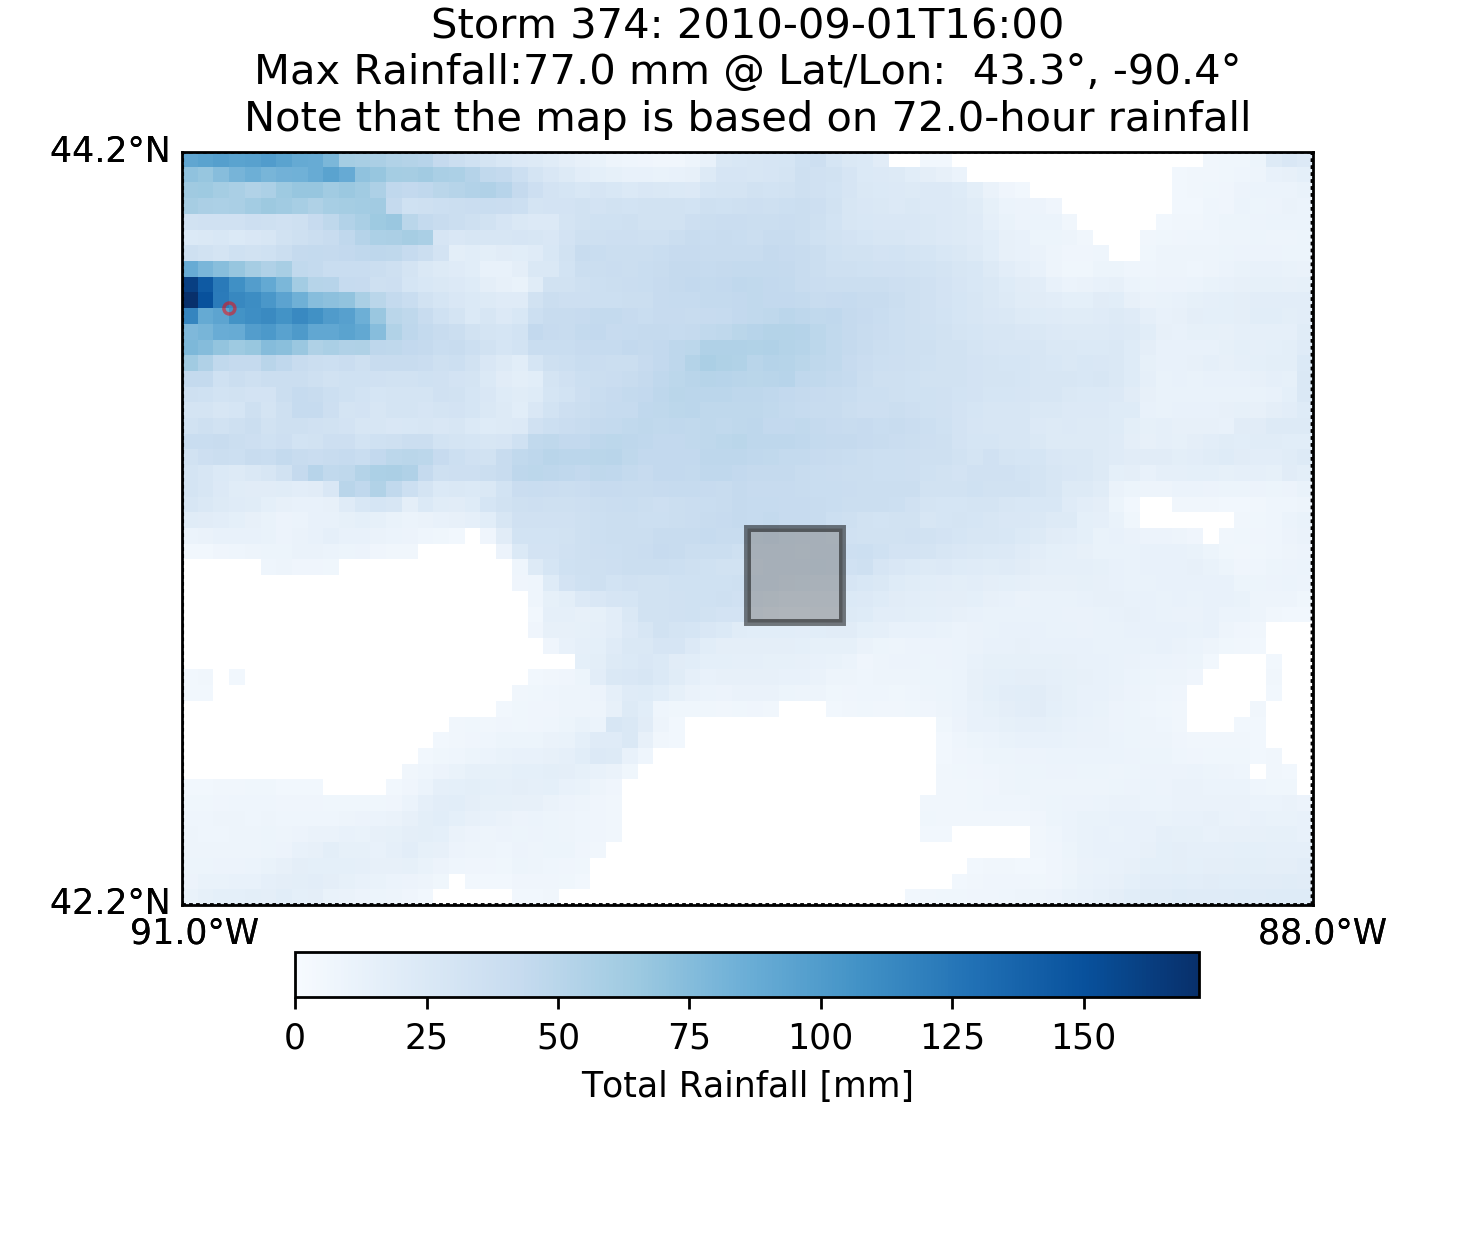 Storm 374: 2010-09-01T16:00
Max Rainfall:77.0 mm @ Lat/Lon:  43.3°, -90.4°
Note that the map is based on 72.0-hour rainfall
44.2°N
42.2°N
91.0°W 88.0°W
0 25 50 75 100 125 150
Total Rainfall [mm]